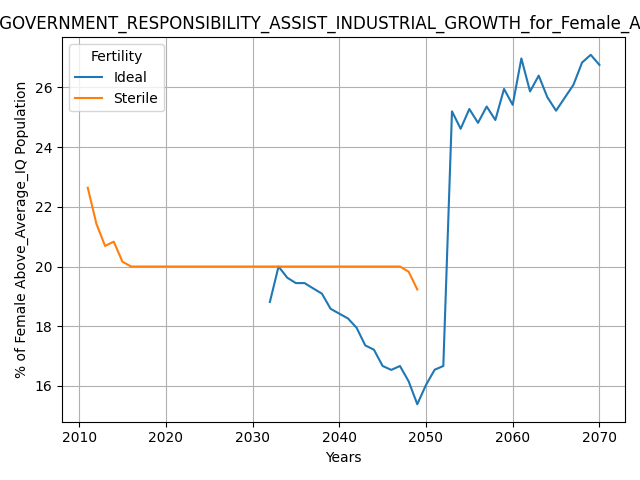 GOVERNMENT_RESPONSIBILITY_ASSIST_INDUSTRIAL_GROWTH_for_Female_A
Fertility
Ideal
Sterile
% of Female Above_Average_IQ Population
26
24
22
20
18
16
2010 2020 2030 2040 2050 2060 2070
Years